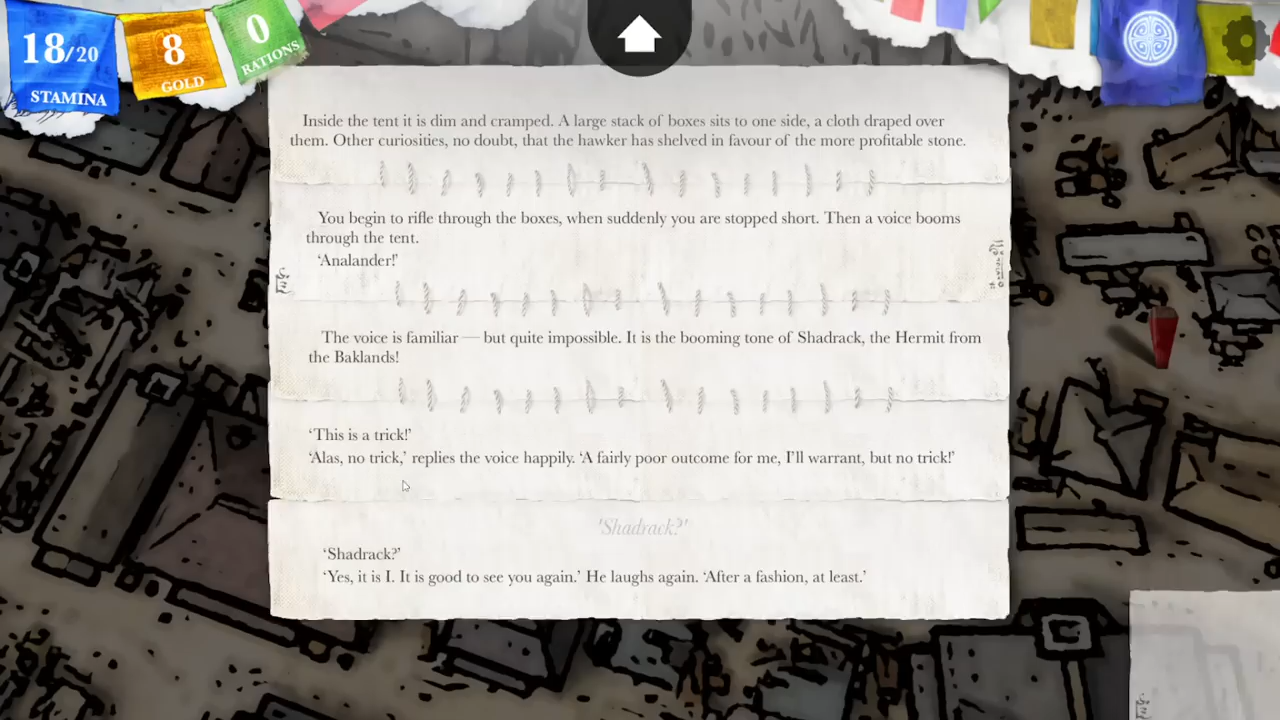 18/20
STAMINA
8
GOLD
0
RATIONS
Inside the tent it is dim and cramped. A large stack of boxes sits to one side, a cloth draped over
them. Other curiosities, no doubt, that the hawker has shelved in favour of the more profitable stone.
You begin to rifle through the boxes, when suddenly you are stopped short. Then a voice booms
through the tent.
‘Analander!’
The voice is familiar — but quite impossible. It is the booming tone of Shadrack, the Hermit from
the Baklands!
‘This is a trick!’
‘Alas, no trick,’ replies the voice happily. ‘A fairly poor outcome for me, I’ll warrant, but no trick!’
'Shadrack?'
‘Shadrack?’
‘Yes, it is I. It is good to see you again.’ He laughs again. ‘After a fashion, at least.’